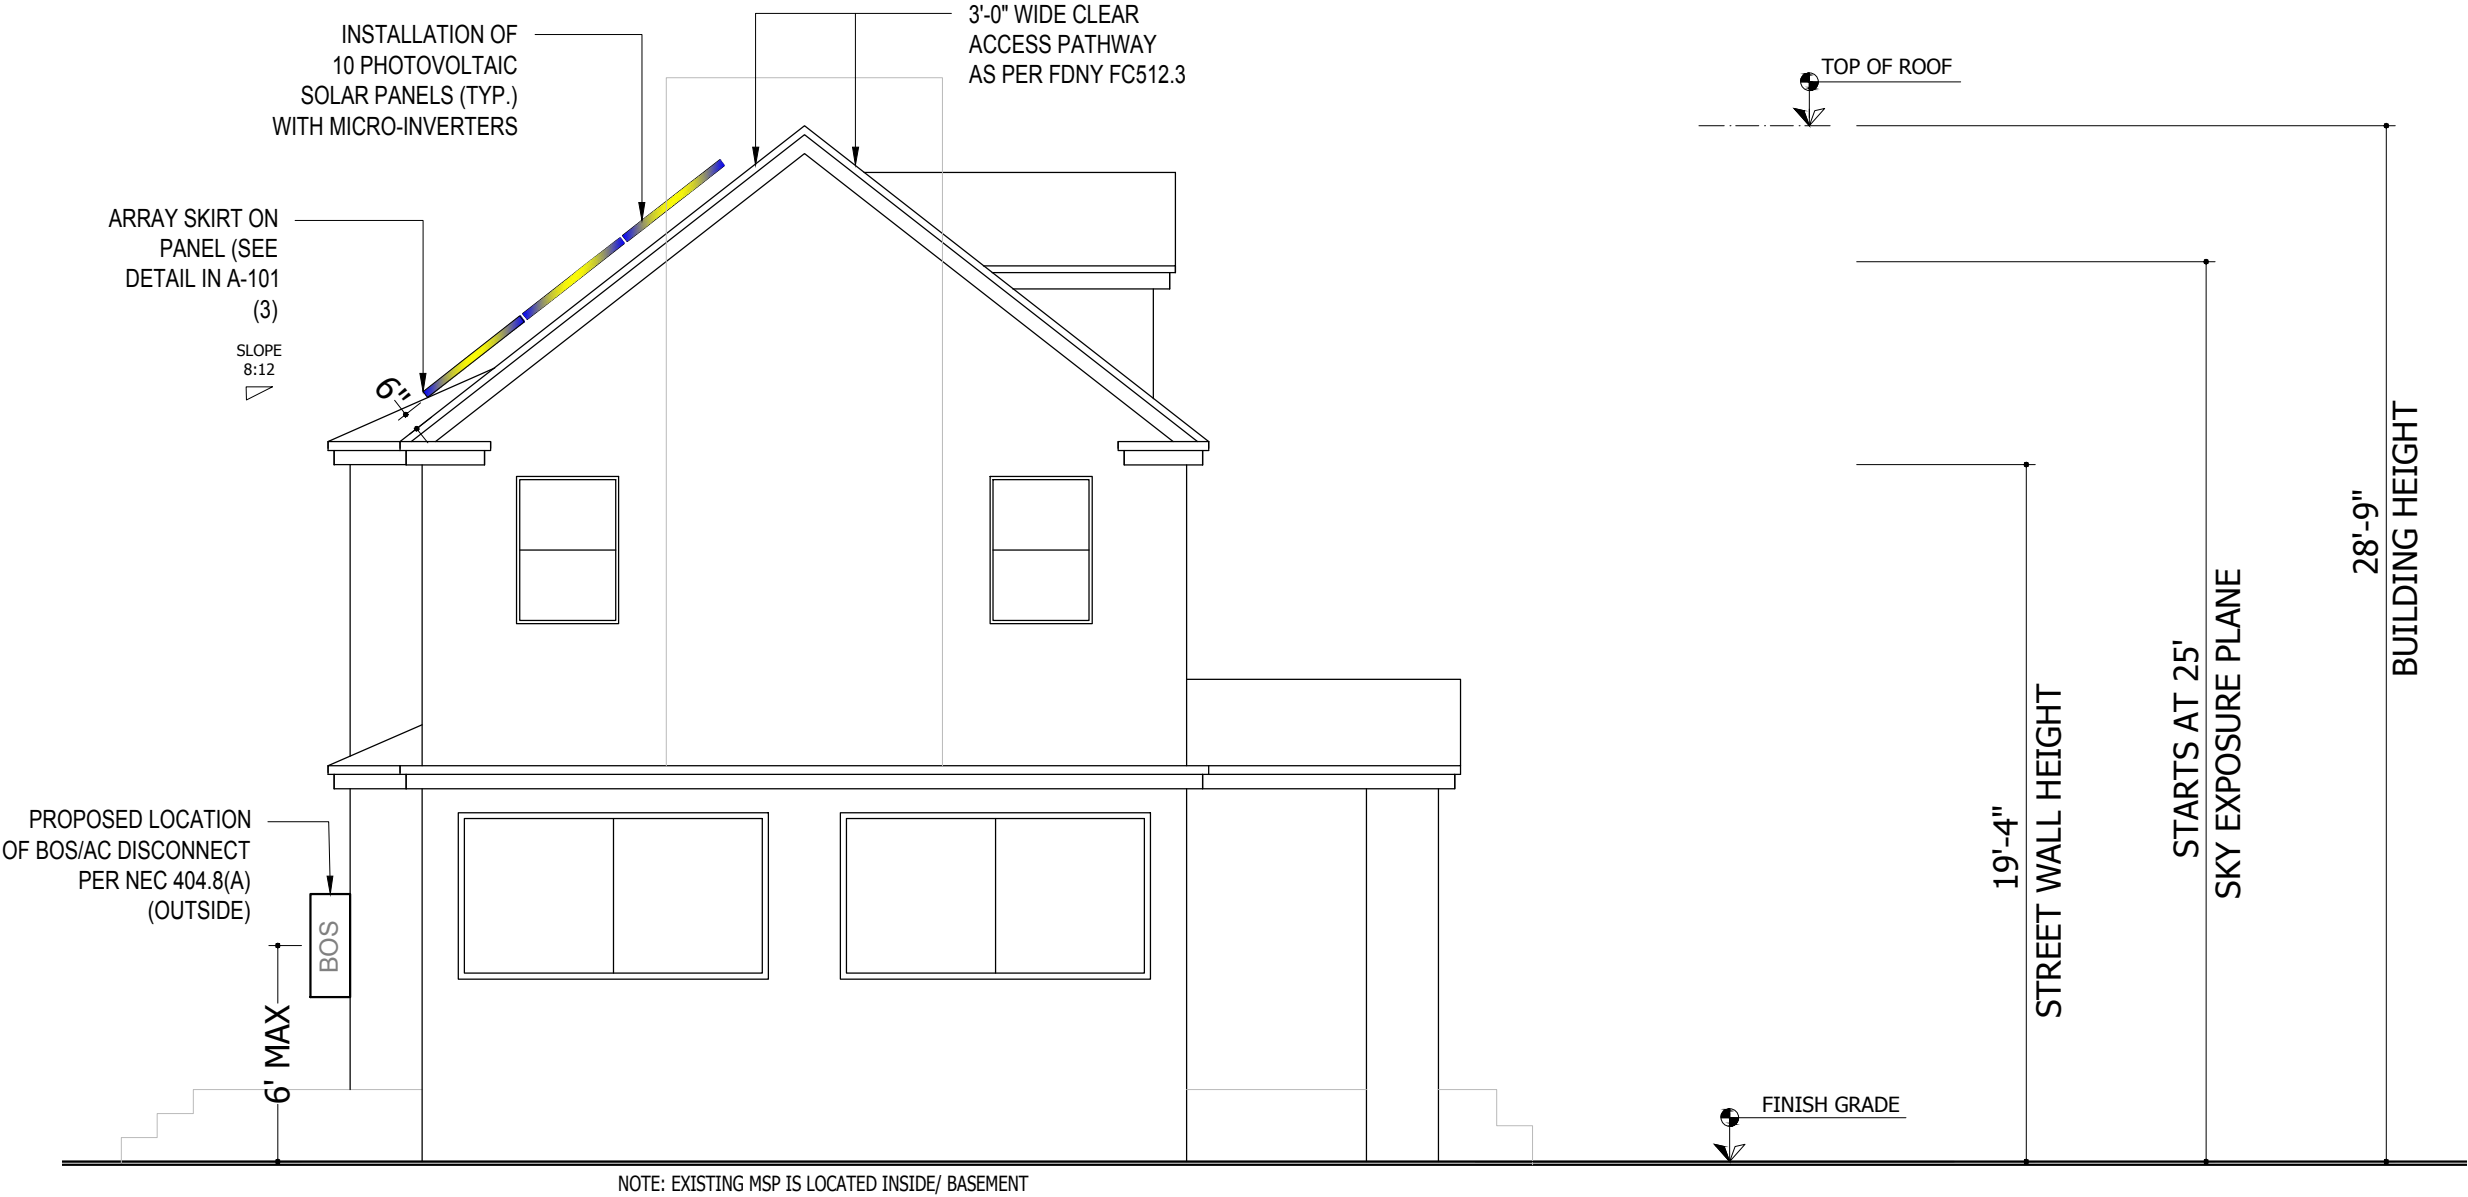 INSTALLATION OF
10 PHOTOVOLTAIC
SOLAR PANELS (TYP.)
WITH MICRO-INVERTERS
3'-0" WIDE CLEAR
ACCESS PATHWAY
AS PER FDNY FC512.3
TOP OF ROOF
ARRAY SKIRT ON
PANEL (SEE
DETAIL IN A-101
(3)
SLOPE
8:12
6"
PROPOSED LOCATION
OF BOS/AC DISCONNECT
PER NEC 404.8(A)
(OUTSIDE)
BOS
6' MAX
19'-4"
STREET WALL HEIGHT
STARTS AT 25'
SKY EXPOSURE PLANE
28'-9"
BUILDING HEIGHT
FINISH GRADE
NOTE: EXISTING MSP IS LOCATED INSIDE/ BASEMENT